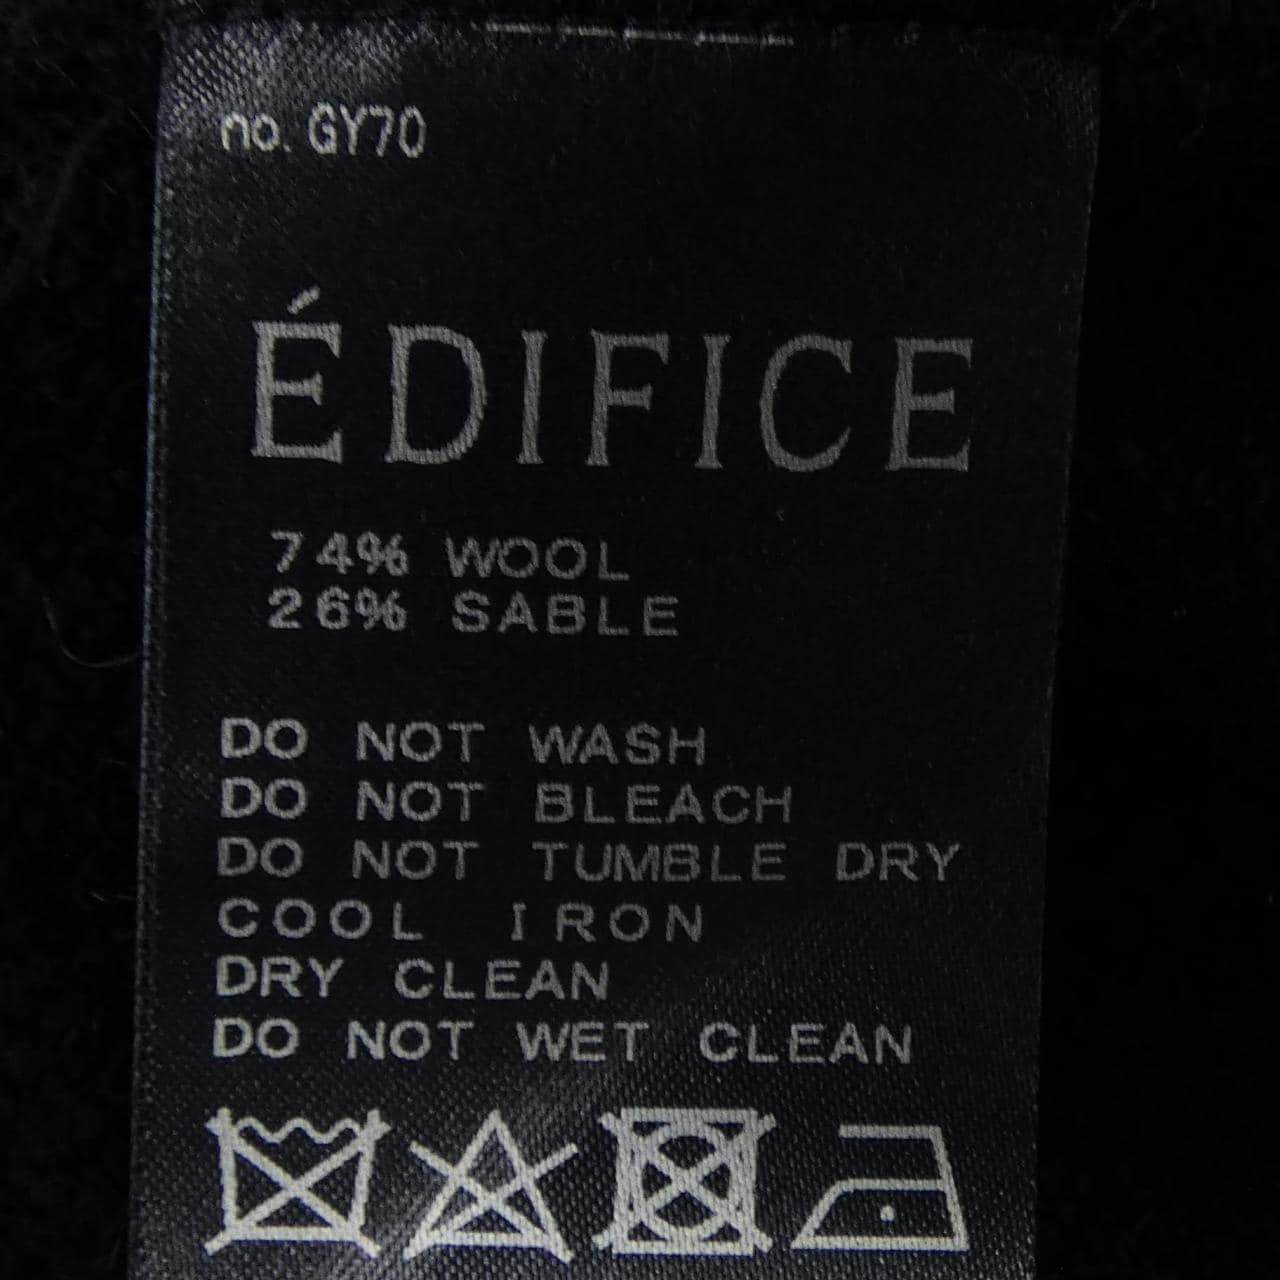 no. GY70
ÉDIFICE
74% WOOL
26% SABLE
DO NOT WASH
DO NOT BLEACH
DO NOT TUMBLE DRY
COOL IRON
DRY CLEAN
DO NOT WET CLEAN